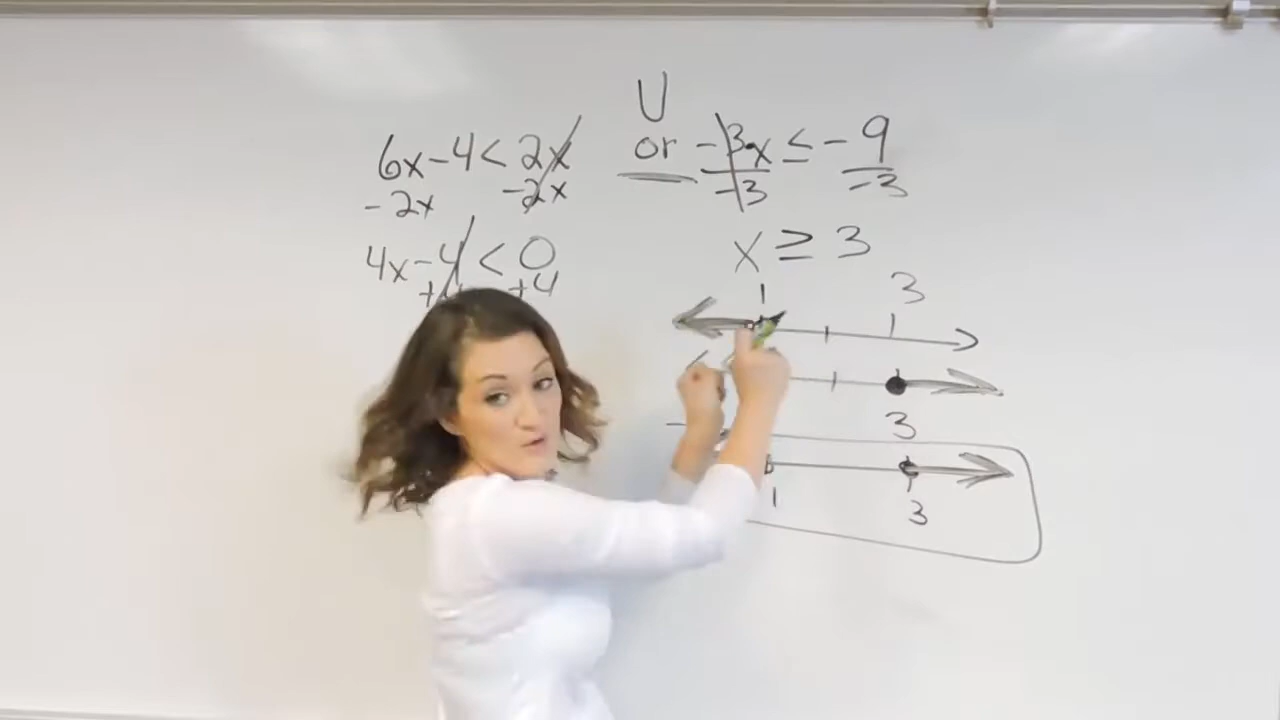 U
6x-4<2x or -3·x≤-9
-2x -2x -3 -3
4x-4<0 x≥3
+4 +4
1 3
3
1 3